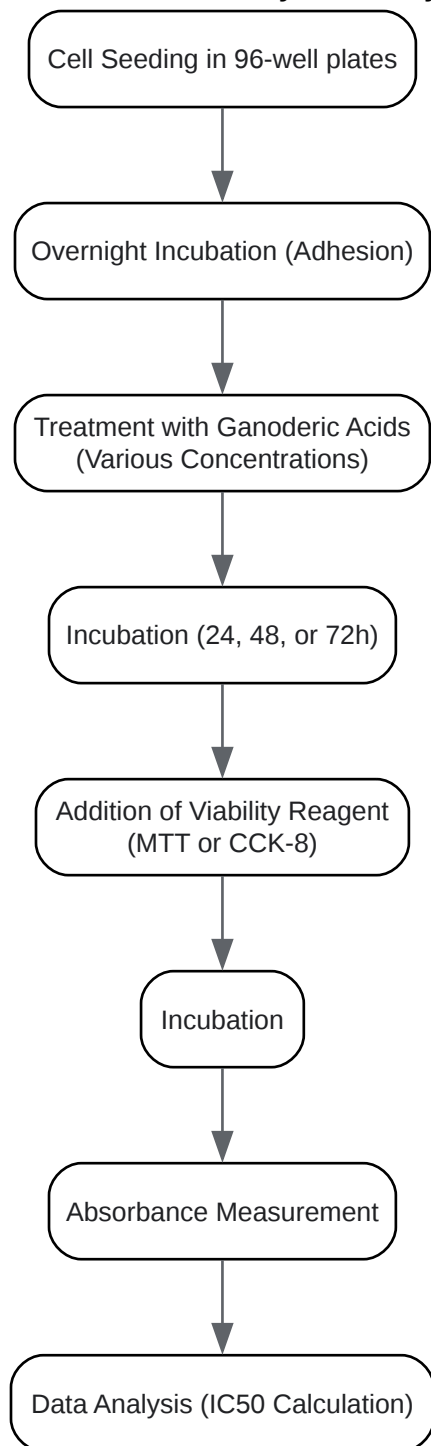 Cell Seeding in 96-well plates
Overnight Incubation (Adhesion)
Treatment with Ganoderic Acids
(Various Concentrations)
Incubation (24, 48, or 72h)
Addition of Viability Reagent
(MTT or CCK-8)
Incubation
Absorbance Measurement
Data Analysis (IC50 Calculation)